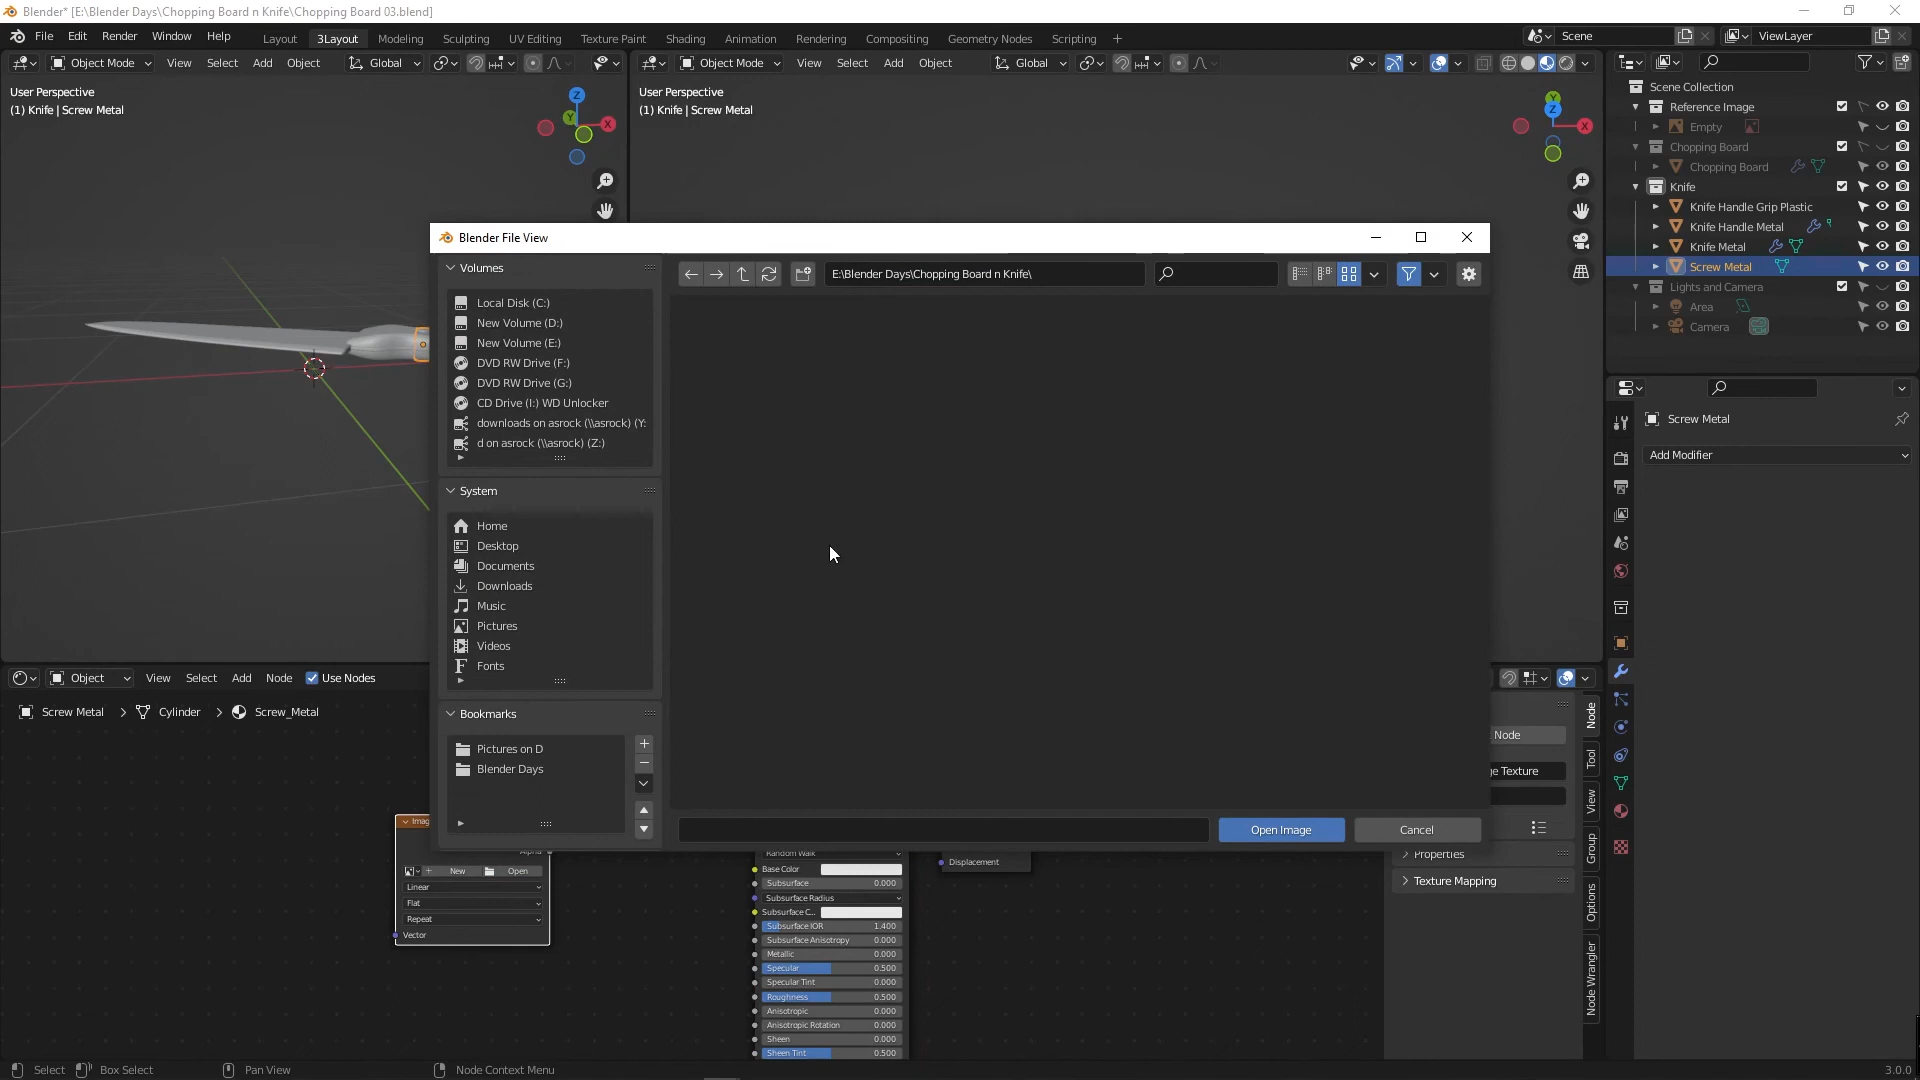 Blender* [E:\Blender Days\Chopping Board n Knife\Chopping Board 03.blend]
File Edit Render Window Help Layout 3Layout Modeling Sculpting UV Editing Texture Paint Shading Animation Rendering Compositing Geometry Nodes Scripting + Scene ViewLayer
Object Mode View Select Add Object Global Object Mode View Select Add Object Global
User Perspective
(1) Knife | Screw Metal
Z
Y
X
User Perspective
(1) Knife | Screw Metal
Y
Z
X
Scene Collection
Reference Image
Empty
Chopping Board
Chopping Board
Knife
Knife Handle Grip Plastic
Knife Handle Metal
Knife Metal
Screw Metal
Lights and Camera
Area
Camera
Screw Metal
Add Modifier
Blender File View
Volumes
Local Disk (C:)
New Volume (D:)
New Volume (E:)
DVD RW Drive (F:)
DVD RW Drive (G:)
CD Drive (I:) WD Unlocker
downloads on asrock (\\asrock) (Y:
d on asrock (\\asrock) (Z:)
System
Home
Desktop
Documents
Downloads
Music
Pictures
Videos
Fonts
Bookmarks
Pictures on D
Blender Days
E:\Blender Days\Chopping Board n Knife\
Open Image Cancel
Object View Select Add Node Use Nodes
Screw Metal > Cylinder > Screw_Metal
Imag
Alpha
New Open
Linear
Flat
Repeat
Vector
Random Walk
Base Color
Subsurface 0.000
Subsurface Radius
Subsurface C..
Subsurface IOR 1.400
Subsurface Anisotropy 0.000
Metallic 0.000
Specular 0.500
Specular Tint 0.000
Roughness 0.500
Anisotropic 0.000
Anisotropic Rotation 0.000
Sheen 0.000
Sheen Tint 0.500
Displacement
Node
ge Texture
Properties
Texture Mapping
Node
Tool
View
Group
Options
Node Wrangler
Select Box Select Pan View Node Context Menu 3.0.0